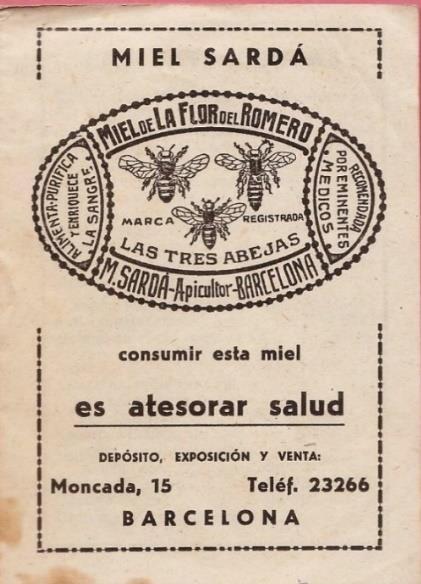 MIEL SARDÁ
MIEL DE LA FLOR DEL ROMERO
ALIMENTA-PURIFICA
Y ENRIQUECE
LA SANGRE.
RECOMENDADA
POR EMINENTES
MEDICOS.
MARCA REGISTRADA
LAS TRES ABEJAS
M. SARDÁ-Apicultor-BARCELONA
consumir esta miel
es atesorar salud
DEPÓSITO, EXPOSICIÓN Y VENTA:
Moncada, 15 Teléf. 23266
BARCELONA